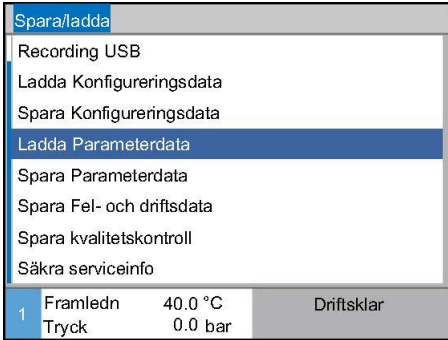 Spara/ladda
Recording USB
Ladda Konfigureringsdata
Spara Konfigureringsdata
Ladda Parameterdata
Spara Parameterdata
Spara Fel- och driftsdata
Spara kvalitetskontroll
Säkra serviceinfo
1 Framledn 40.0 °C Driftsklar
Tryck 0.0 bar